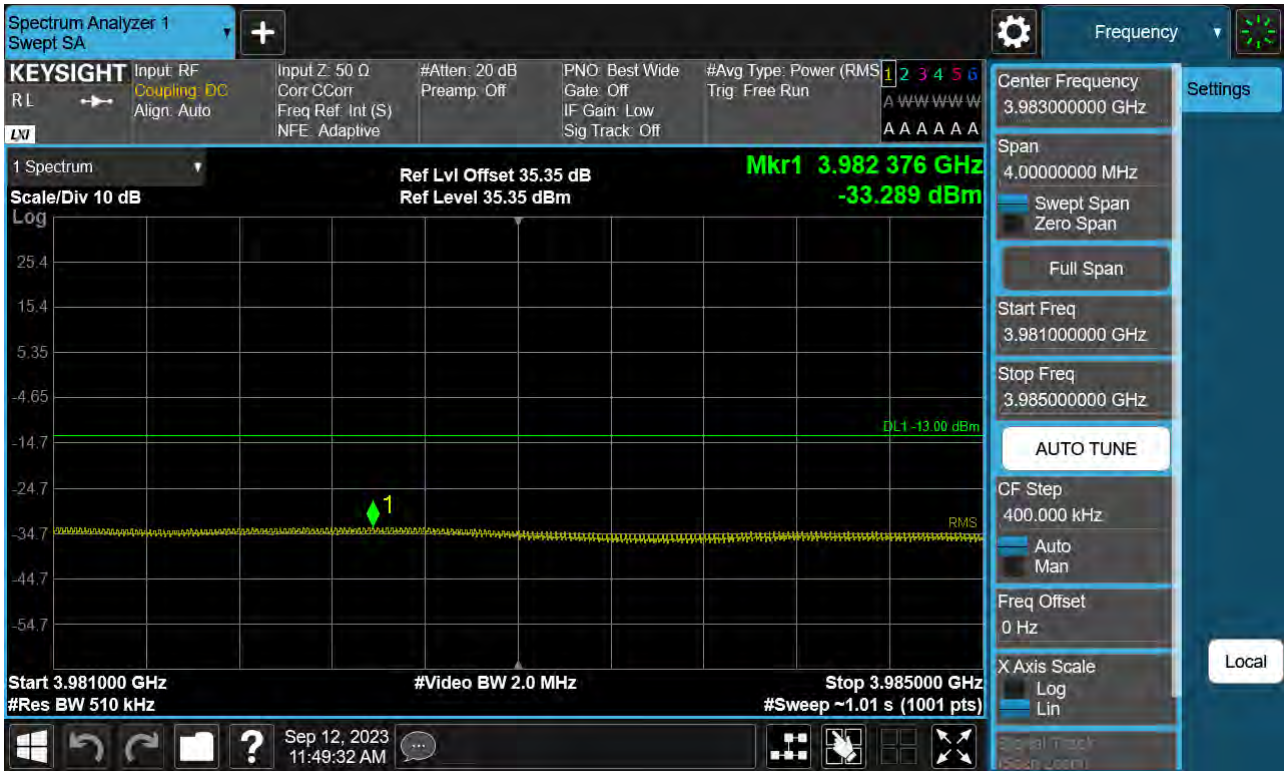 Spectrum Analyzer 1
Swept SA
+
Frequency
KEYSIGHT
RL
LXI
Input: RF
Coupling: DC
Align: Auto
Input Z: 50 Ω
Corr CCorr
Freq Ref: Int (S)
NFE: Adaptive
#Atten: 20 dB
Preamp: Off
PNO: Best Wide
Gate: Off
IF Gain: Low
Sig Track: Off
#Avg Type: Power (RMS
Trig: Free Run
1 2 3 4 5 6
A W W W W W
A A A A A A
1 Spectrum
Scale/Div 10 dB
Log
Ref Lvl Offset 35.35 dB
Ref Level 35.35 dBm
Mkr1 3.982 376 GHz
-33.289 dBm
25.4
15.4
5.35
-4.65
-14.7
-24.7
-34.7
-44.7
-54.7
DL1 -13.00 dBm
1
RMS
Start 3.981000 GHz
#Res BW 510 kHz
#Video BW 2.0 MHz
Stop 3.985000 GHz
#Sweep ~1.01 s (1001 pts)
Center Frequency
3.983000000 GHz
Span
4.00000000 MHz
Swept Span
Zero Span
Full Span
Start Freq
3.981000000 GHz
Stop Freq
3.985000000 GHz
AUTO TUNE
CF Step
400.000 kHz
Auto
Man
Freq Offset
0 Hz
X Axis Scale
Log
Lin
Signal Track
(Span Zoom)
Settings
Local
?
Sep 12, 2023
11:49:32 AM